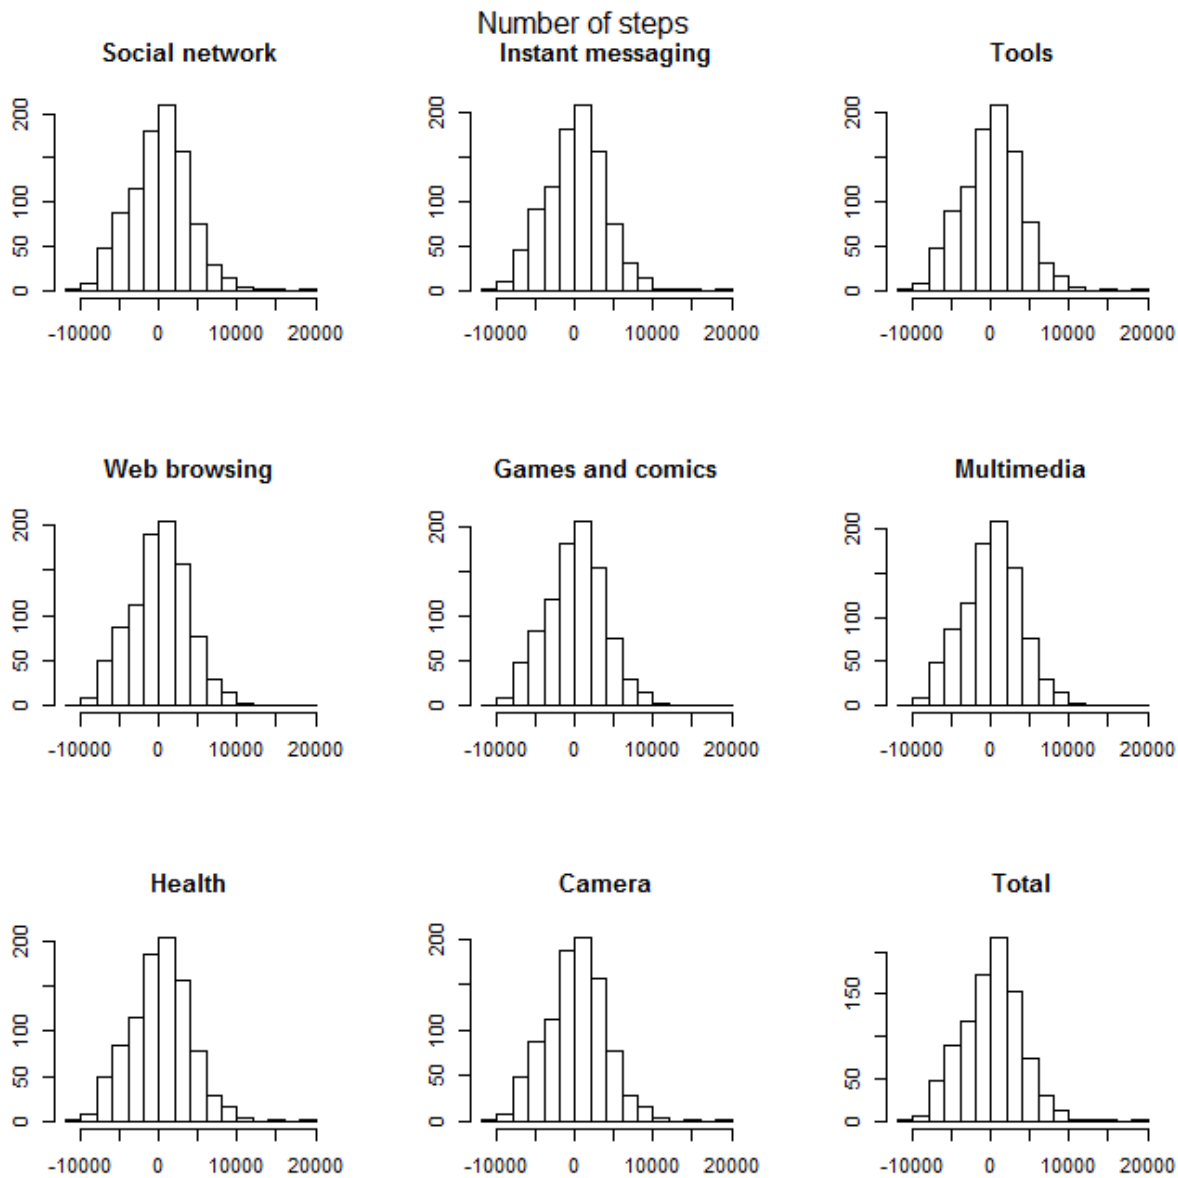 Number of steps
Social network
Instant messaging
Tools
200
100
50
0
-10000 0 10000 20000
200
100
50
0
-10000 0 10000 20000
200
100
50
0
-10000 0 10000 20000
Web browsing
Games and comics
Multimedia
200
100
50
0
-10000 0 10000 20000
200
100
50
0
-10000 0 10000 20000
200
100
50
0
-10000 0 10000 20000
Health
Camera
Total
200
100
50
0
-10000 0 10000 20000
200
100
50
0
-10000 0 10000 20000
150
50
0
-10000 0 10000 20000